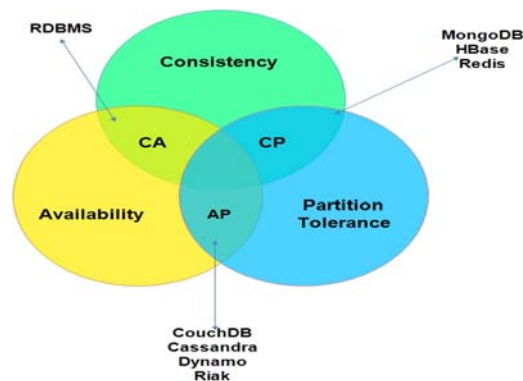 RDBMS
MongoDB
HBase
Redis
Consistency
CA
CP
Availability
AP
Partition
Tolerance
CouchDB
Cassandra
Dynamo
Riak